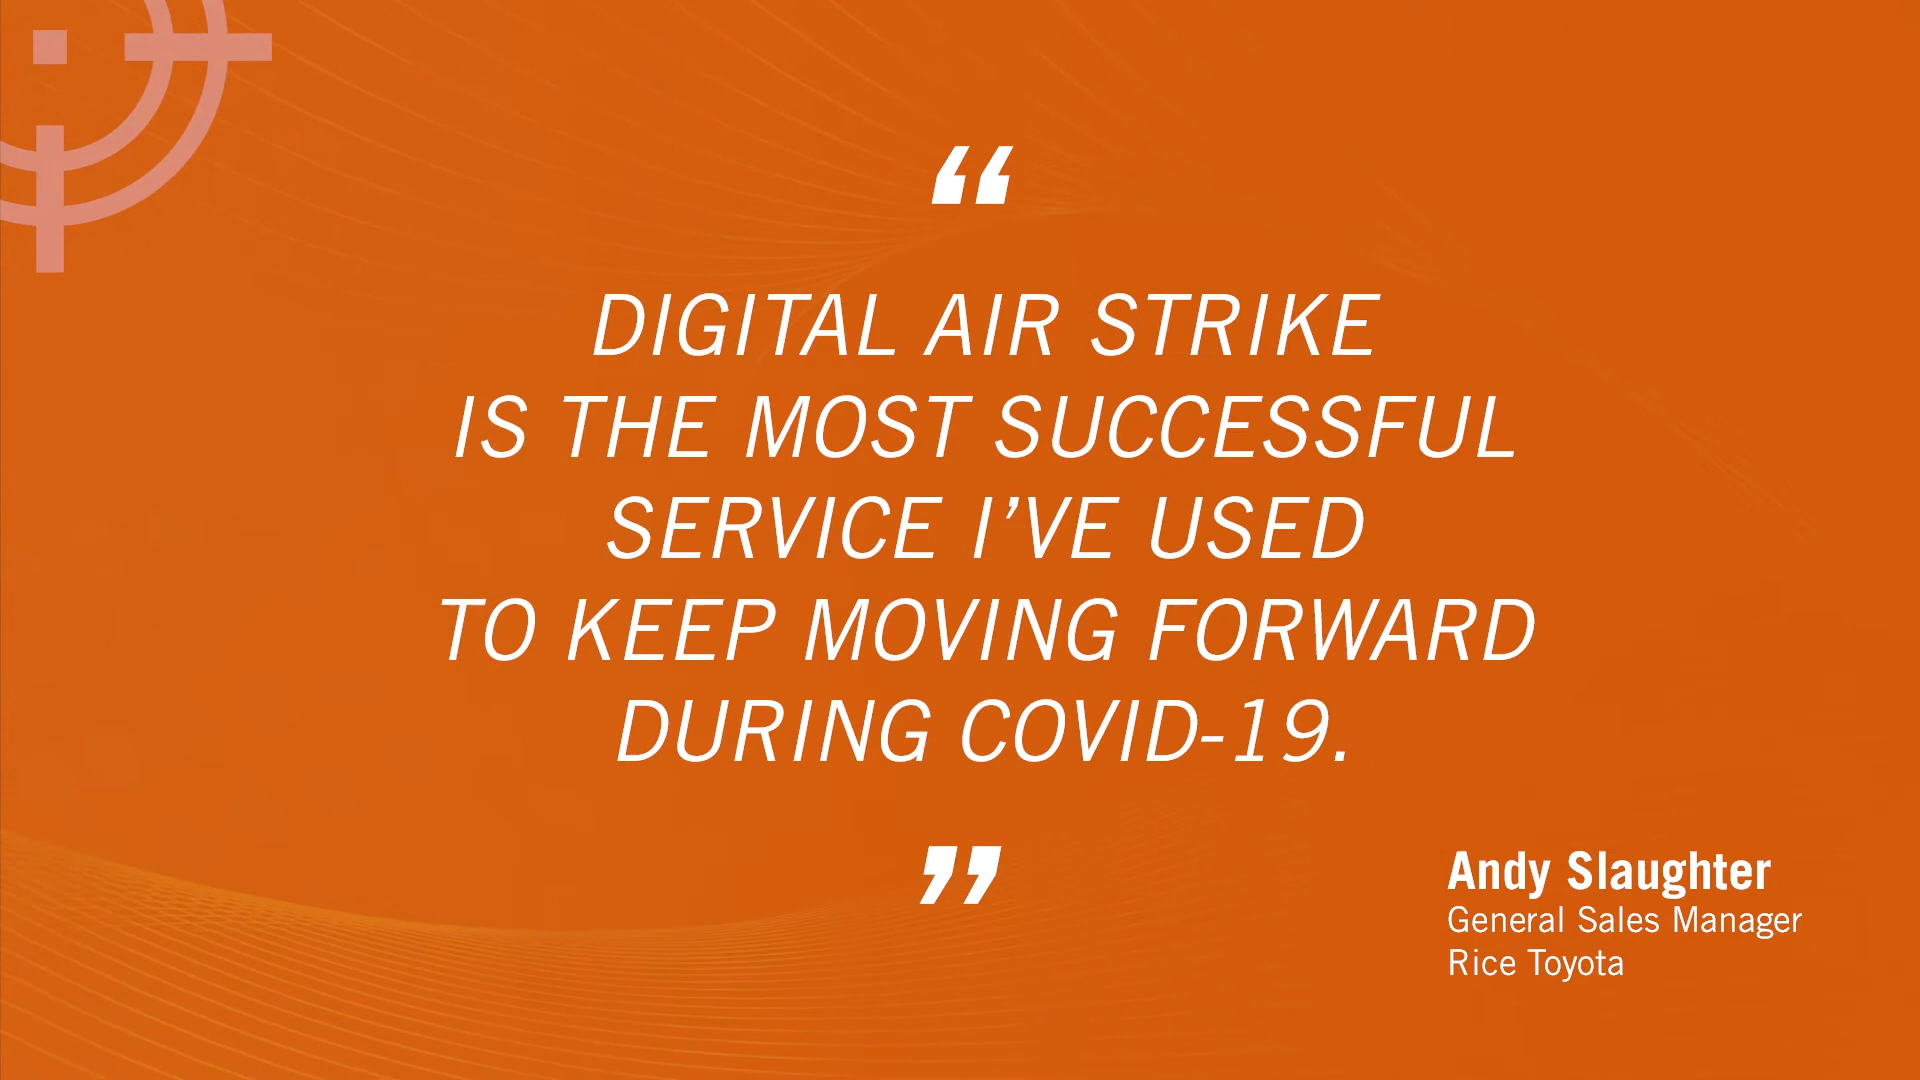 “
DIGITAL AIR STRIKE
IS THE MOST SUCCESSFUL
SERVICE I’VE USED
TO KEEP MOVING FORWARD
DURING COVID-19.
”
Andy Slaughter
General Sales Manager
Rice Toyota